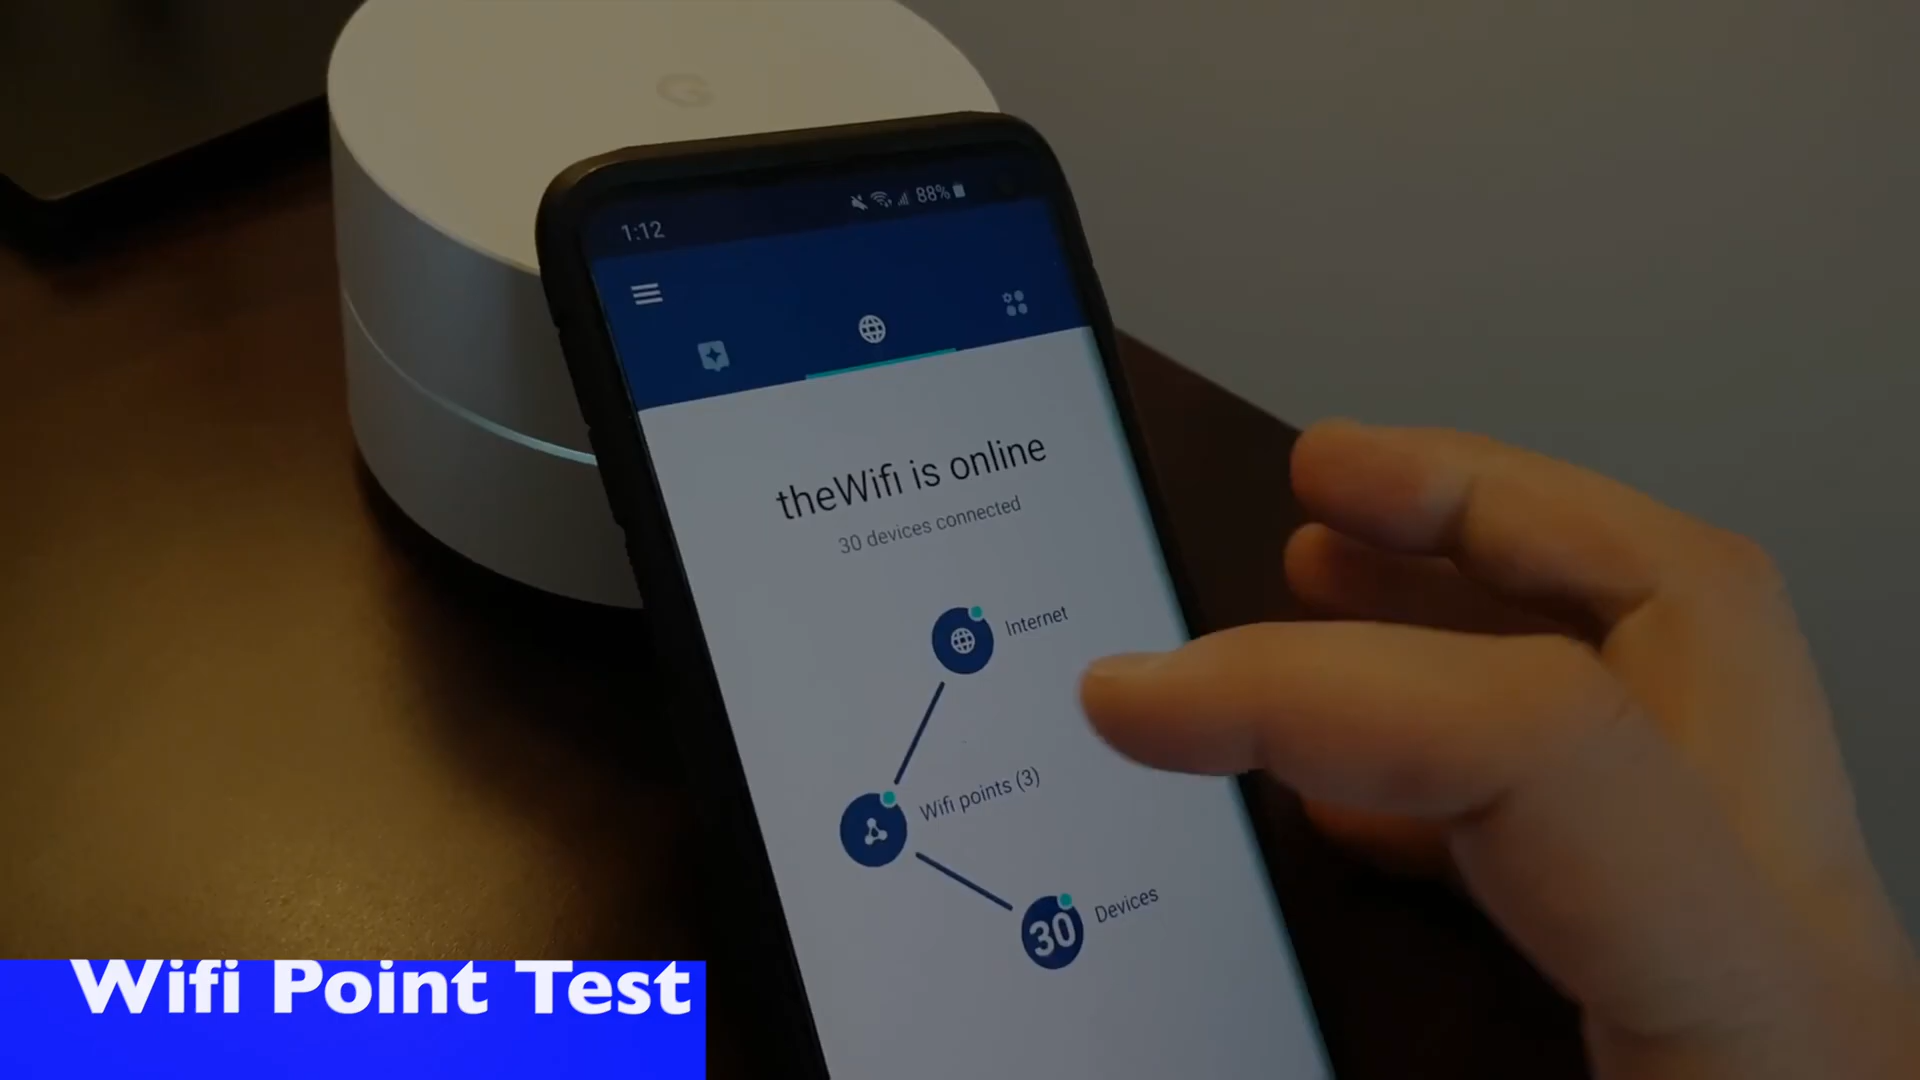 1:12 88%
theWifi is online
30 devices connected
Internet
Wifi points (3)
30 Devices
Wifi Point Test